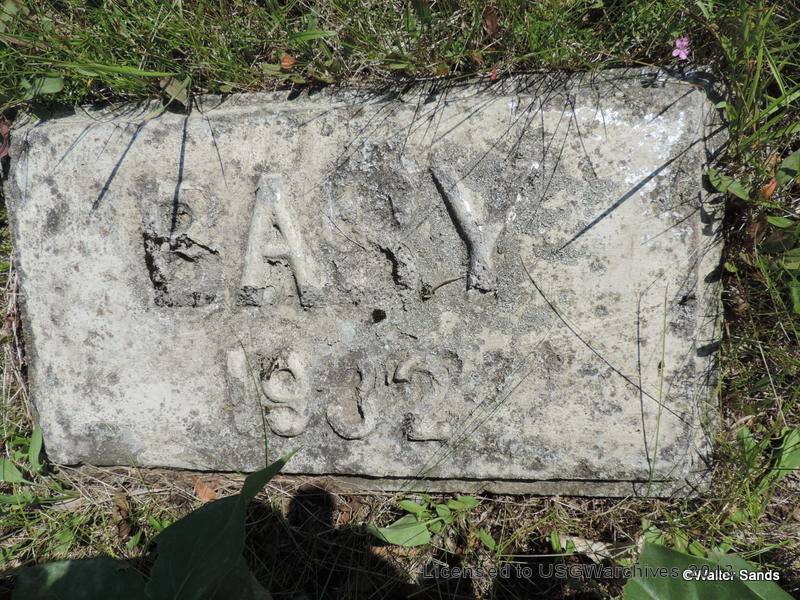 BABY
1932
Licensed to USGWarchives 2013
©Walter Sands